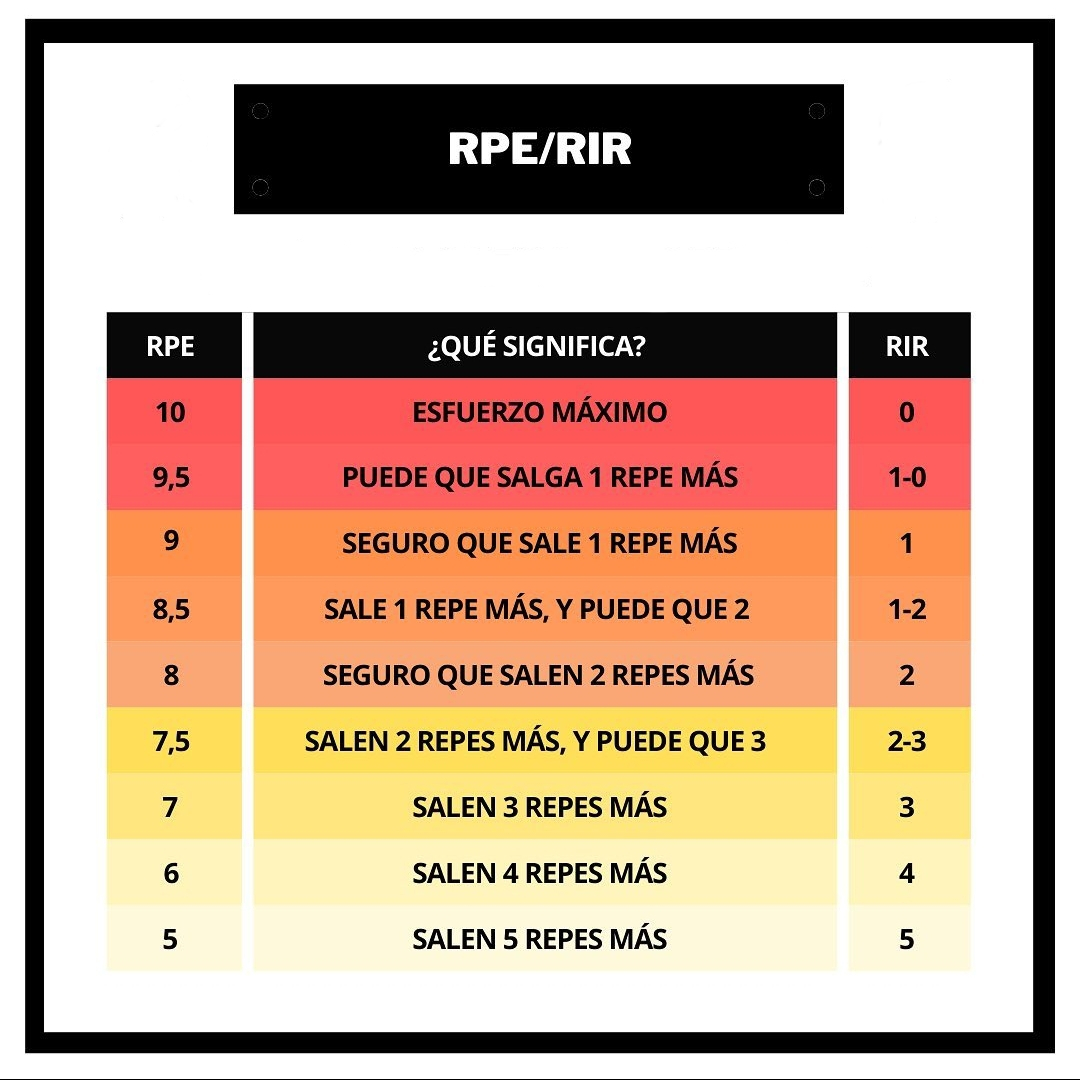 RPE/RIR
RPE ¿QUÉ SIGNIFICA? RIR
10 ESFUERZO MÁXIMO 0
9,5 PUEDE QUE SALGA 1 REPE MÁS 1-0
9 SEGURO QUE SALE 1 REPE MÁS 1
8,5 SALE 1 REPE MÁS, Y PUEDE QUE 2 1-2
8 SEGURO QUE SALEN 2 REPES MÁS 2
7,5 SALEN 2 REPES MÁS, Y PUEDE QUE 3 2-3
7 SALEN 3 REPES MÁS 3
6 SALEN 4 REPES MÁS 4
5 SALEN 5 REPES MÁS 5